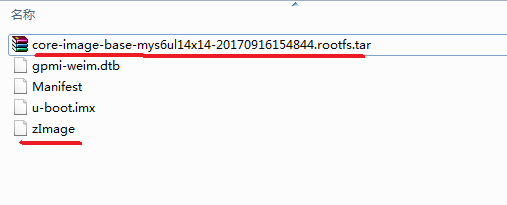 名称
core-image-base-mys6ul14x14-20170916154844.rootfs.tar
gpmi-weim.dtb
Manifest
u-boot.imx
zImage